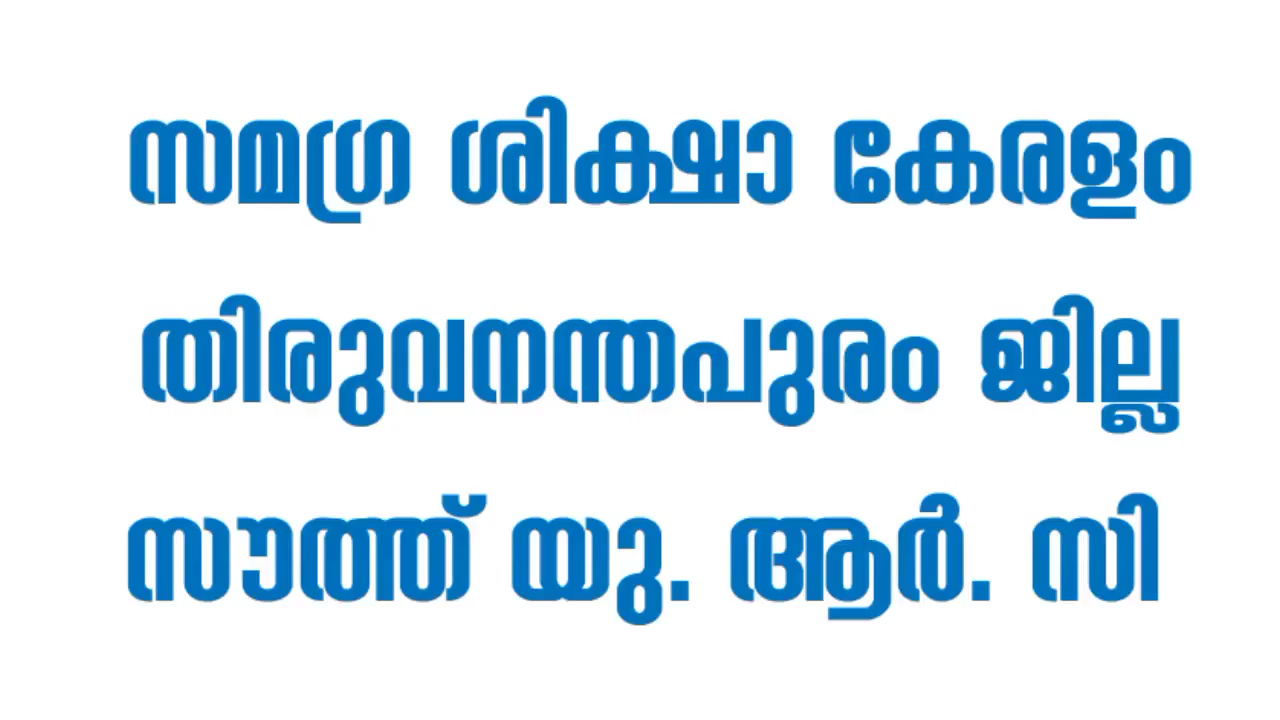 സമഗ്ര ശിക്ഷാ കേരളം
തിരുവനന്തപുരം ജില്ല
സൗത്ത് യു. ആർ. സി